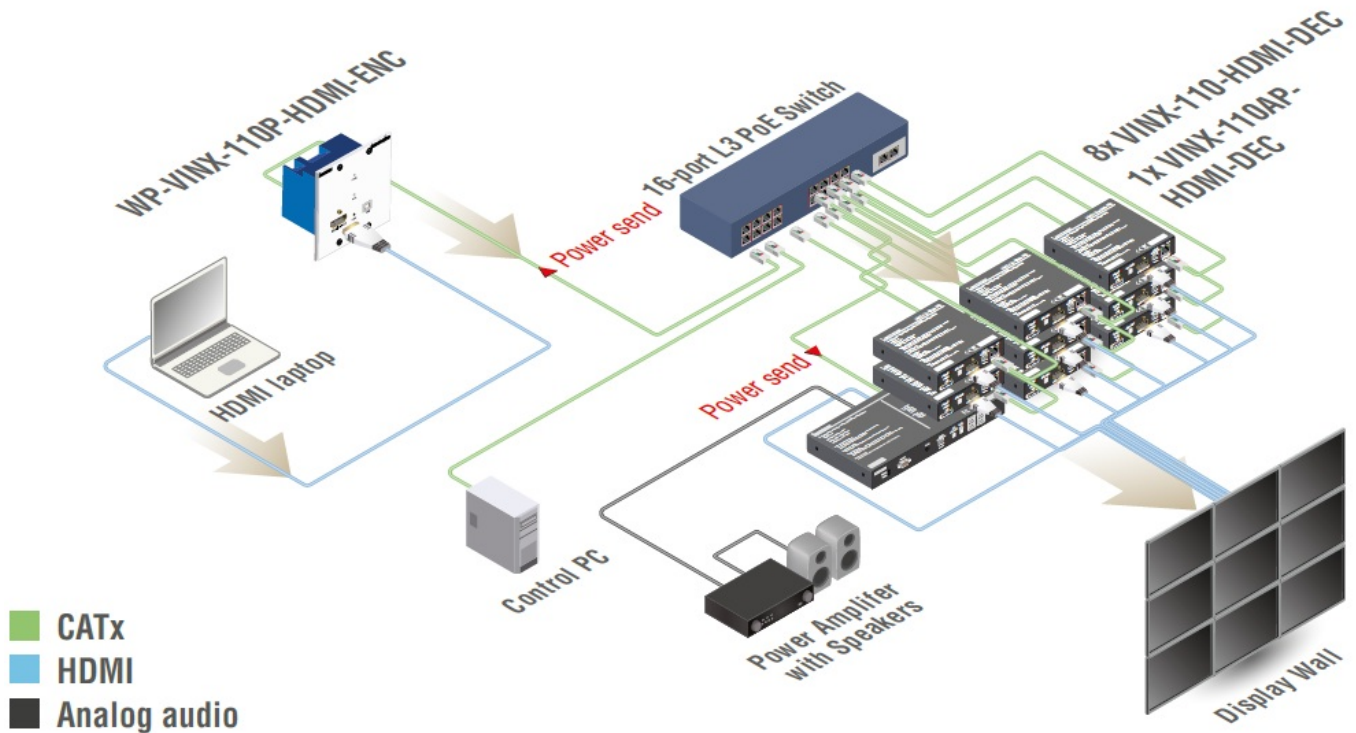 WP-VINX-110P-HDMI-ENC
16-port L3 PoE Switch
8x VINX-110-HDMI-DEC
1x VINX-110AP-
HDMI-DEC
Power send
HDMI laptop
Power send
Control PC
Power Amplifer
with Speakers
Display Wall
CATx
HDMI
Analog audio